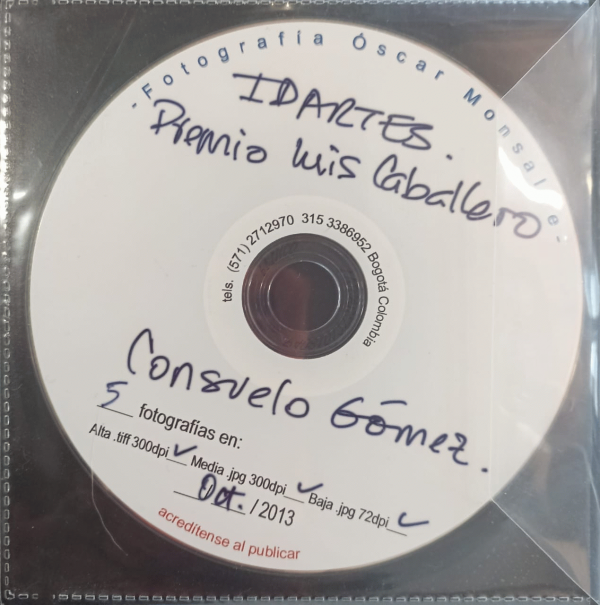 -Fotografía Óscar Monsalve-
IDARTES.
Premio Luis Caballero
tels. (571) 2712970 315 3386952 Bogotá Colombia
Consuelo Gómez.
5 fotografías en:
Alta .tiff 300dpi ✓ Media .jpg 300dpi ✓ Baja .jpg 72dpi ✓
Oct. / 2013
acredítense al publicar